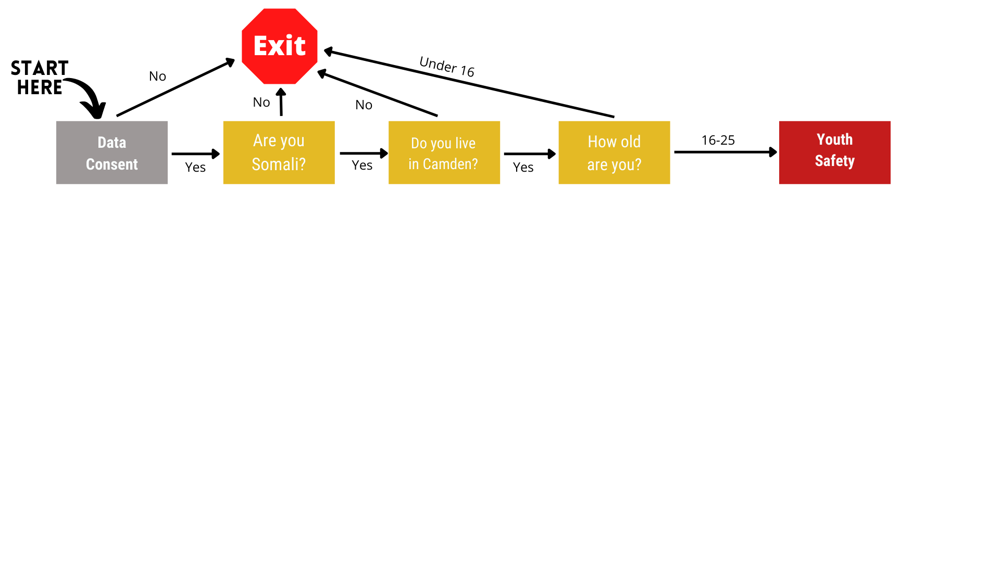 Exit
START
HERE
No
Under 16
No
No
Data
Consent
Yes
Are you
Somali?
Yes
Do you live
in Camden?
Yes
How old
are you?
16-25
Youth
Safety